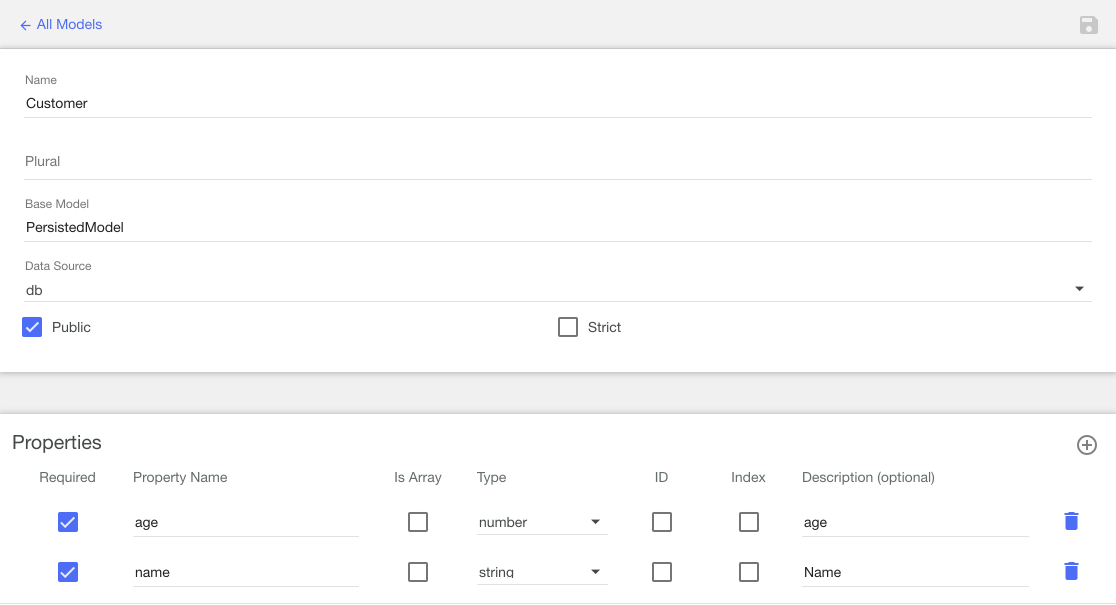 ← All Models
Name
Customer
Plural
Base Model
PersistedModel
Data Source
db
Public Strict
Properties
Required Property Name Is Array Type ID Index Description (optional)
age number age
name string Name